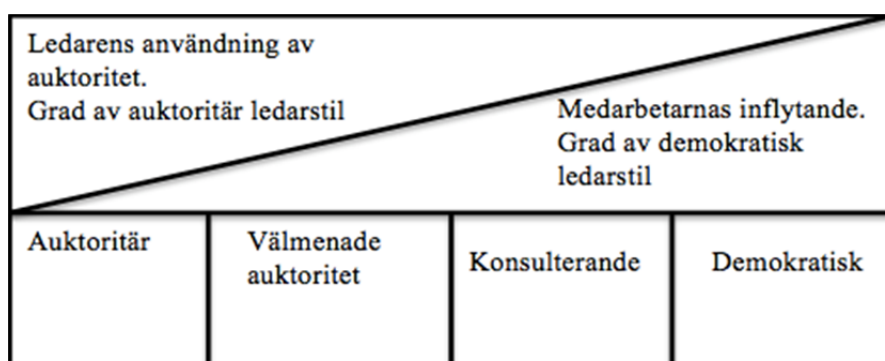 Ledarens användning av
auktoritet.
Grad av auktoritär ledarstil
Medarbetarnas inflytande.
Grad av demokratisk
ledarstil
Auktoritär
Välmenade
auktoritet
Konsulterande
Demokratisk